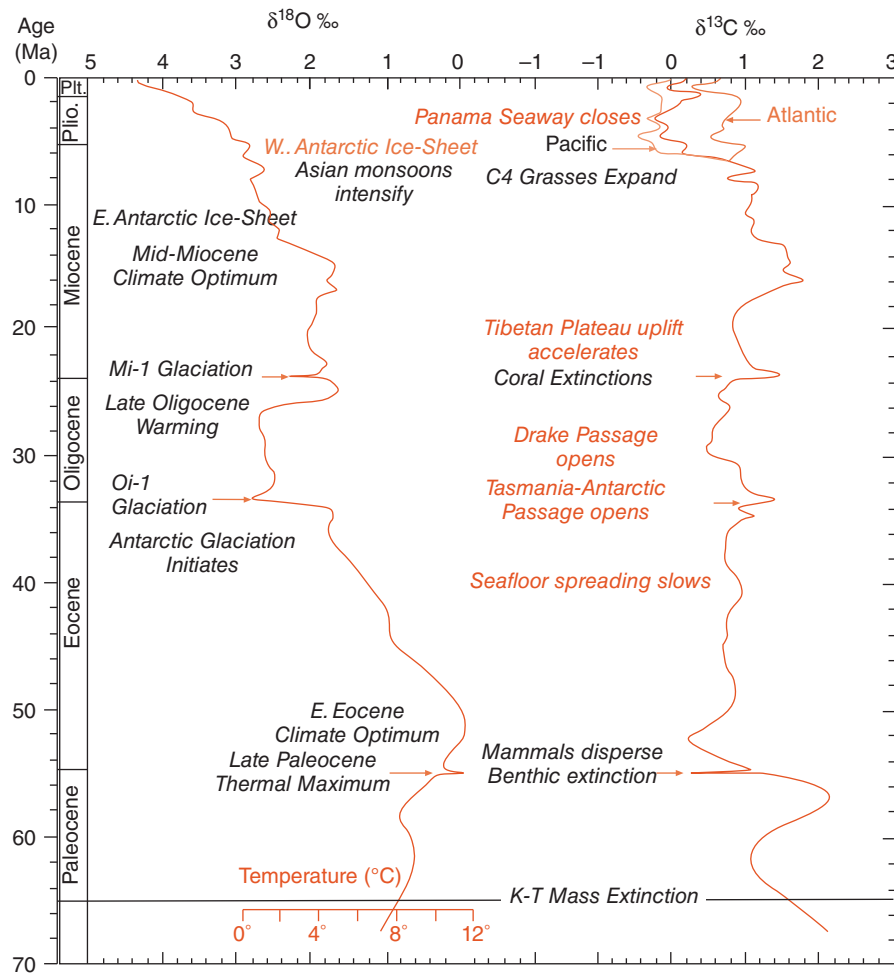 Age
(Ma)
δ18O ‰
δ13C ‰
5 4 3 2 1 0 –1 –1 0 1 2 3
0
10
20
30
40
50
60
70
Plt.
Plio.
Miocene
Oligocene
Eocene
Paleocene
Panama Seaway closes
Atlantic
W.. Antarctic Ice-Sheet
Pacific
Asian monsoons
intensify
C4 Grasses Expand
E. Antarctic Ice-Sheet
Mid-Miocene
Climate Optimum
Tibetan Plateau uplift
accelerates
Mi-1 Glaciation
Coral Extinctions
Late Oligocene
Warming
Drake Passage
opens
Oi-1
Glaciation
Tasmania-Antarctic
Passage opens
Antarctic Glaciation
Initiates
Seafloor spreading slows
E. Eocene
Climate Optimum
Late Paleocene
Thermal Maximum
Mammals disperse
Benthic extinction
Temperature (°C)
K-T Mass Extinction
0° 4° 8° 12°